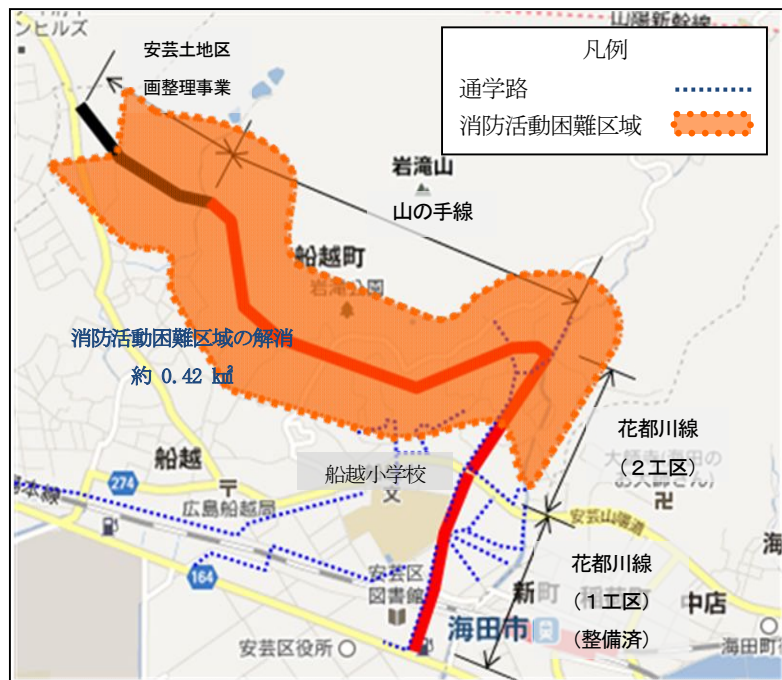 ンヒルズ
安芸土地区
画整理事業
山陽新幹線
凡例
通学路
消防活動困難区域
岩滝山
山の手線
船越町
岩滝公園
消防活動困難区域の解消
約 0.42 ㎢
花都川線
(２工区)
船越
船越小学校
文
274
広島船越局
安芸山陽道
164
安芸区
図書館
花都川線
(１工区)
(整備済)
新町
中店
海
海田市
安芸区役所
海田町役